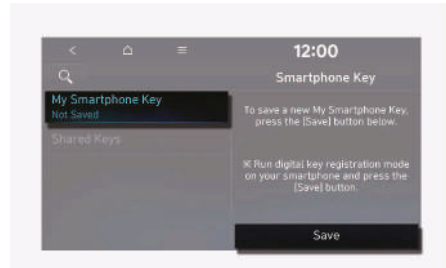 12:00
Smartphone Key
My Smartphone Key
Not Saved
Shared Keys
To save a new My Smartphone Key,
press the [Save] button below.
※ Run digital key registration mode
on your smartphone and press the
[Save] button.
Save